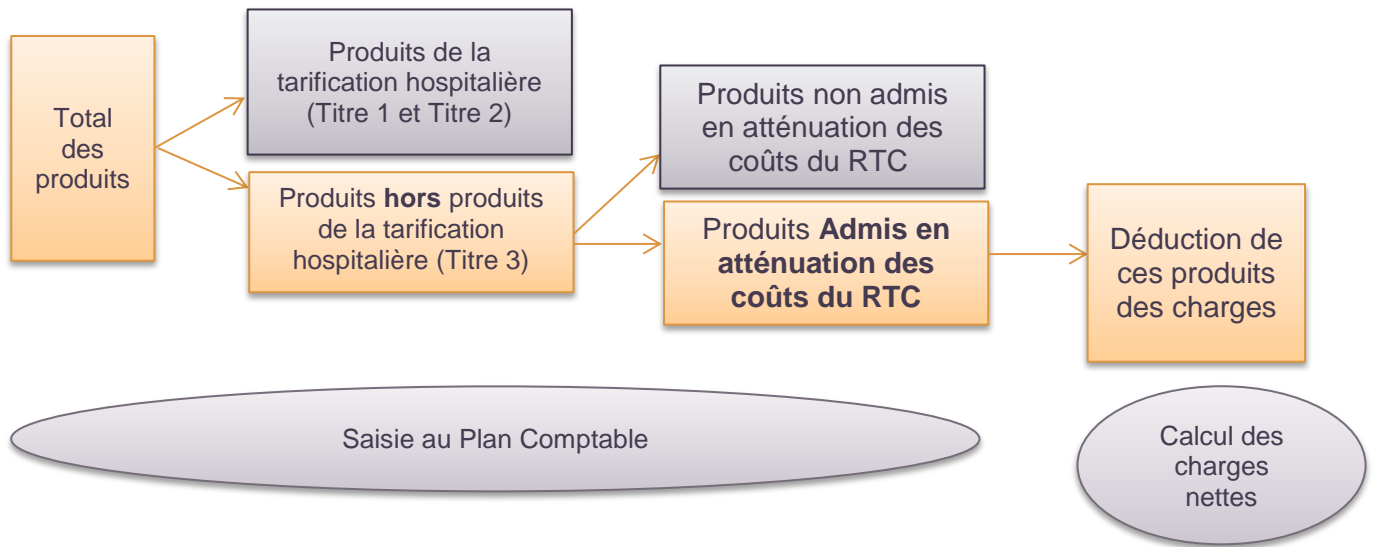 Total
des
produits
Produits de la
tarification hospitalière
(Titre 1 et Titre 2)
Produits hors produits
de la tarification
hospitalière (Titre 3)
Produits non admis
en atténuation des
coûts du RTC
Produits Admis en
atténuation des
coûts du RTC
Déduction de
ces produits
des charges
Saisie au Plan Comptable
Calcul des
charges
nettes